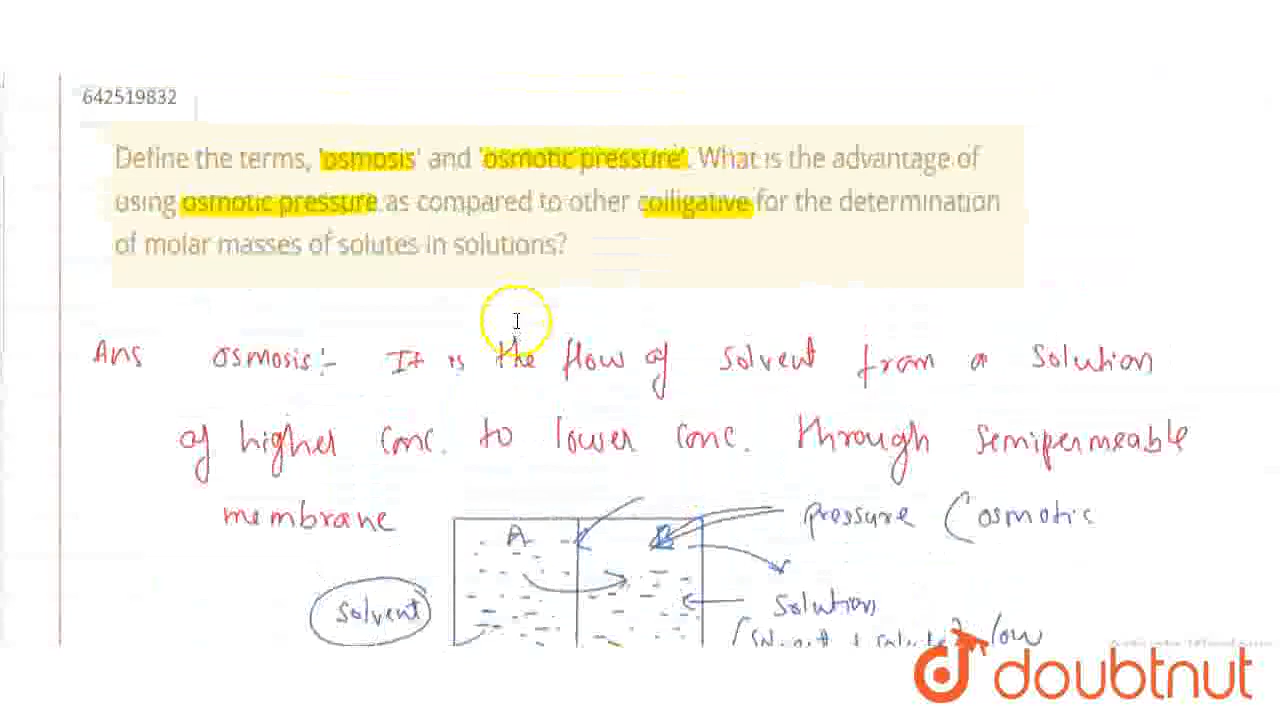 642519832
Define the terms, 'osmosis' and 'osmotic pressure'. What is the advantage of
using osmotic pressure as compared to other colligative for the determination
of molar masses of solutes in solutions?
Ans osmosis:- It is the flow of solvent from a solution
of higher conc. to lower conc. through semipermeable
membrane
A B pressure (osmotic
solvent
solution
low
doubtnut